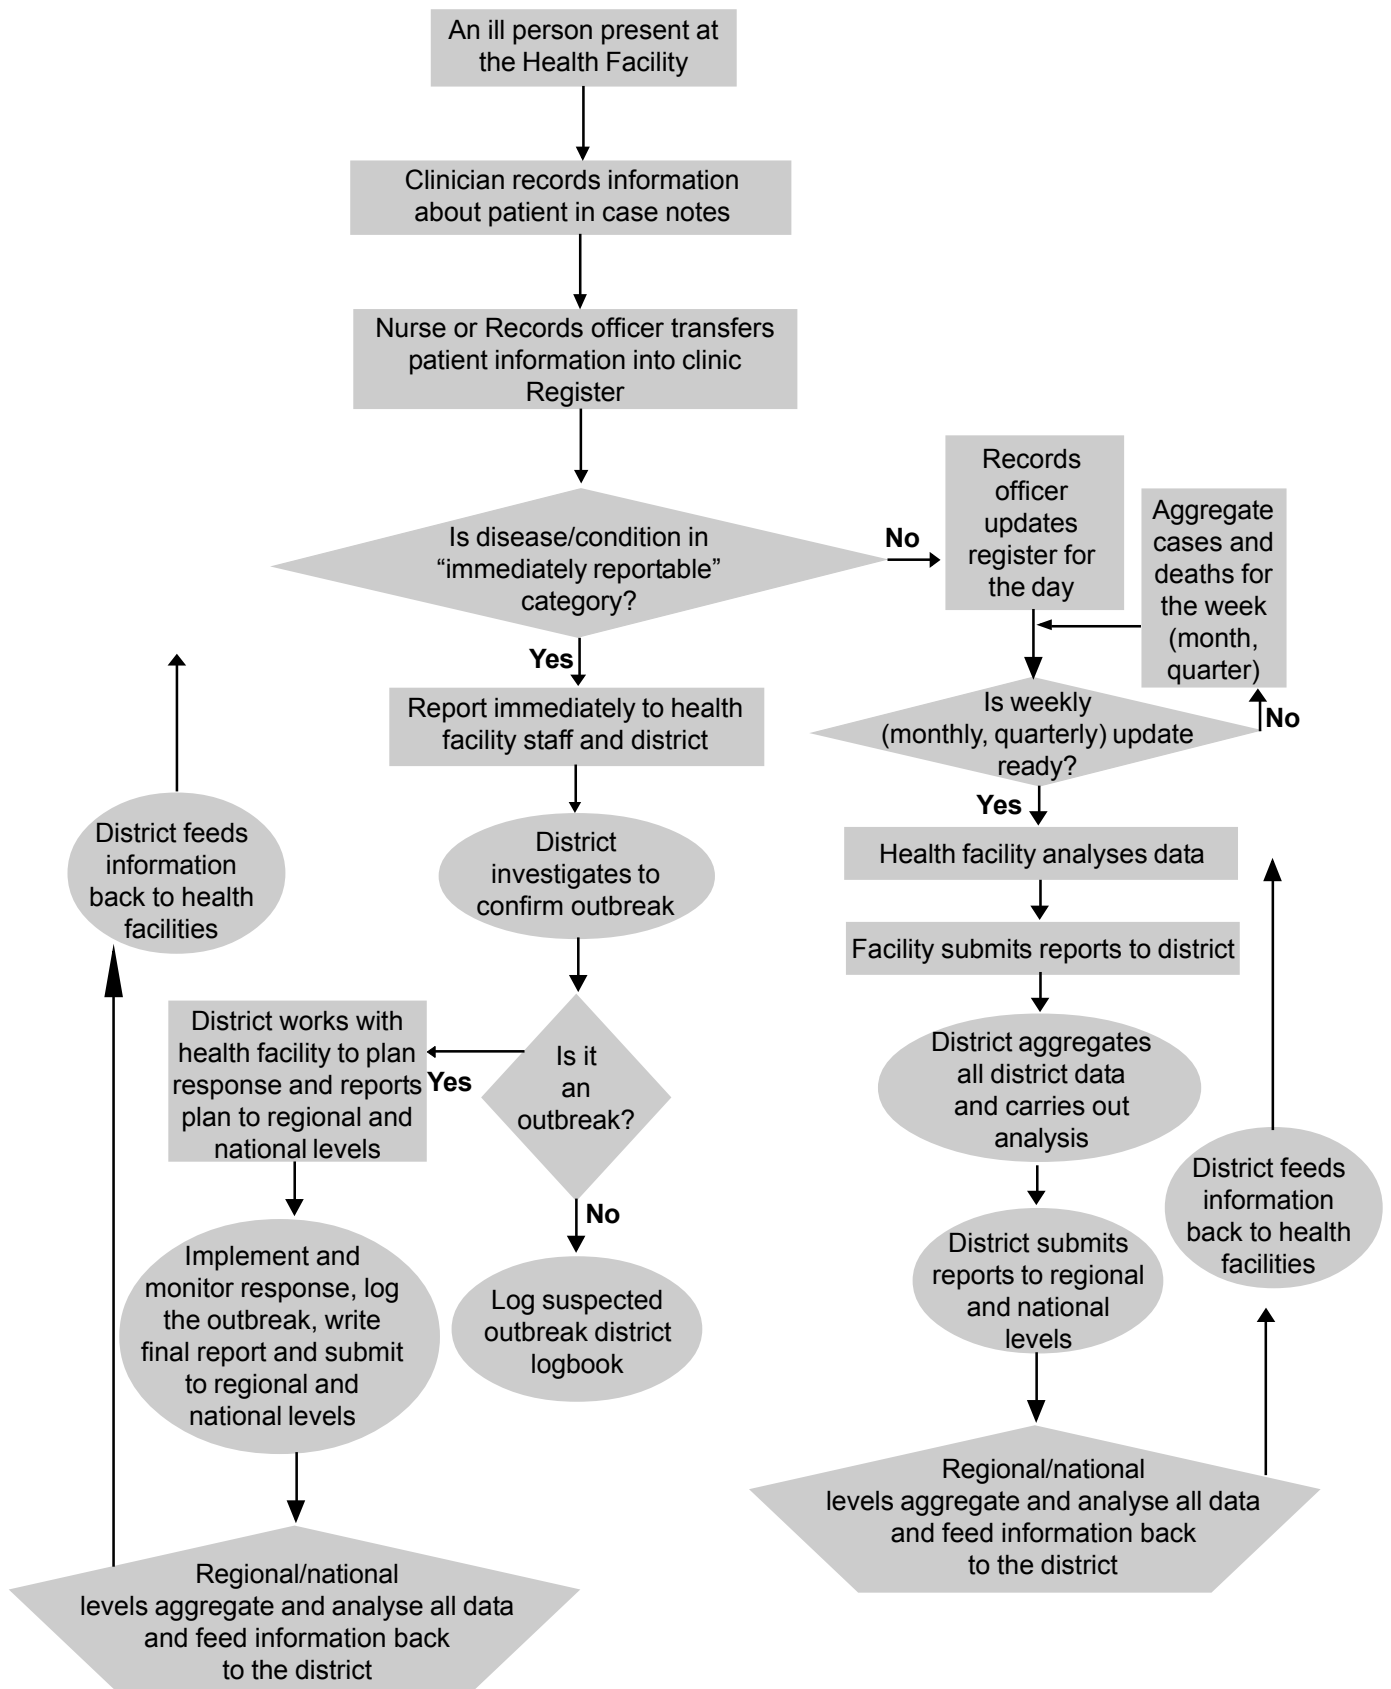 An ill person present at
the Health Facility
Clinician records information
about patient in case notes
Nurse or Records officer transfers
patient information into clinic
Register
Is disease/condition in
“immediately reportable”
category?
No
Records
officer
updates
register for
the day
Aggregate
cases and
deaths for
the week
(month,
quarter)
Yes
Report immediately to health
facility staff and district
Is weekly
(monthly, quarterly) update
ready?
No
Yes
District feeds
information
back to health
facilities
District
investigates to
confirm outbreak
Health facility analyses data
Facility submits reports to district
District works with
health facility to plan
response and reports
plan to regional and
national levels
Yes
Is it
an
outbreak?
District aggregates
all district data
and carries out
analysis
District feeds
information
back to health
facilities
No
Implement and
monitor response, log
the outbreak, write
final report and submit
to regional and
national levels
Log suspected
outbreak district
logbook
District submits
reports to regional
and national
levels
Regional/national
levels aggregate and analyse all data
and feed information back
to the district
Regional/national
levels aggregate and analyse all data
and feed information back
to the district